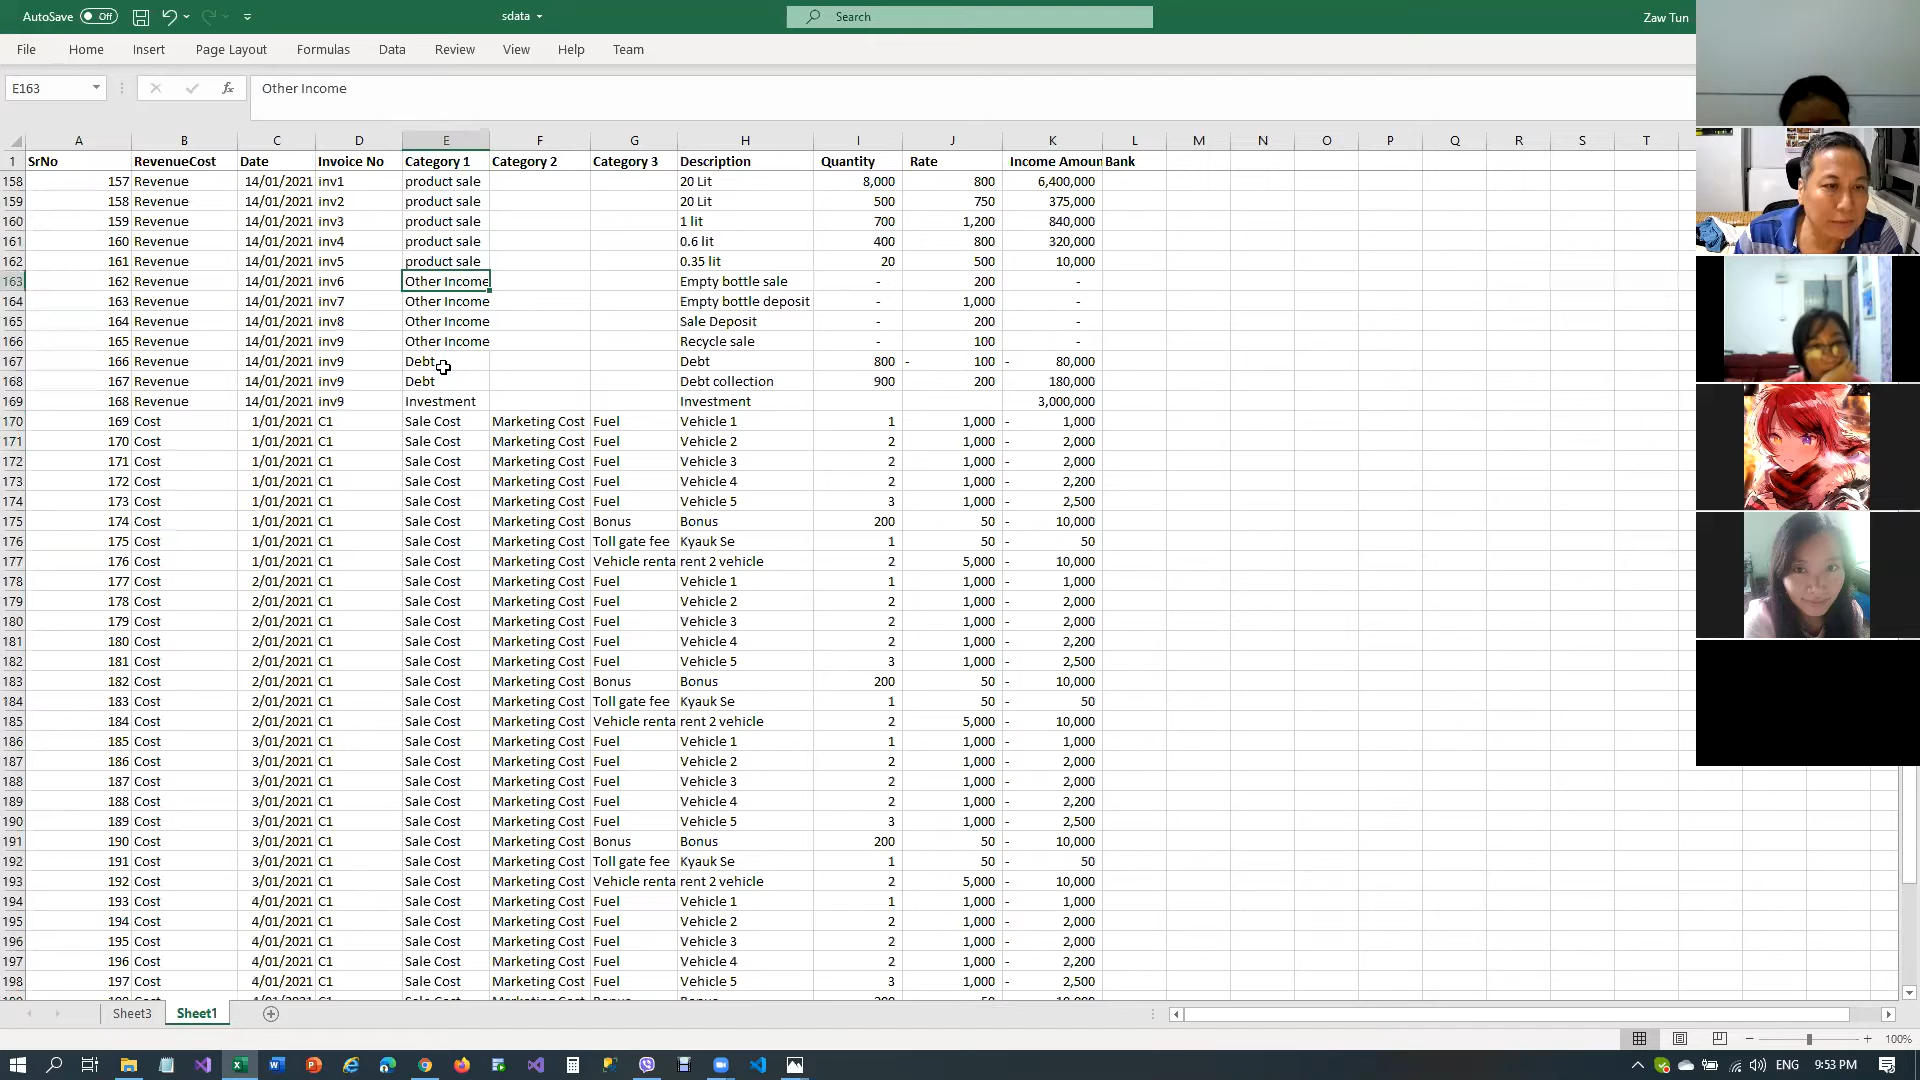 AutoSave Off sdata Search Zaw Tun
File Home Insert Page Layout Formulas Data Review View Help Team
E163 fx Other Income
A B C D E F G H I J K L M N O P Q R S T
1 SrNo RevenueCost Date Invoice No Category 1 Category 2 Category 3 Description Quantity Rate Income Amoun Bank
158 157 Revenue 14/01/2021 inv1 product sale 20 Lit 8,000 800 6,400,000
159 158 Revenue 14/01/2021 inv2 product sale 20 Lit 500 750 375,000
160 159 Revenue 14/01/2021 inv3 product sale 1 lit 700 1,200 840,000
161 160 Revenue 14/01/2021 inv4 product sale 0.6 lit 400 800 320,000
162 161 Revenue 14/01/2021 inv5 product sale 0.35 lit 20 500 10,000
163 162 Revenue 14/01/2021 inv6 Other Income Empty bottle sale - 200 -
164 163 Revenue 14/01/2021 inv7 Other Income Empty bottle deposit - 1,000 -
165 164 Revenue 14/01/2021 inv8 Other Income Sale Deposit - 200 -
166 165 Revenue 14/01/2021 inv9 Other Income Recycle sale - 100 -
167 166 Revenue 14/01/2021 inv9 Debt Debt 800 - 100 - 80,000
168 167 Revenue 14/01/2021 inv9 Debt Debt collection 900 200 180,000
169 168 Revenue 14/01/2021 inv9 Investment Investment 3,000,000
170 169 Cost 1/01/2021 C1 Sale Cost Marketing Cost Fuel Vehicle 1 1 1,000 - 1,000
171 170 Cost 1/01/2021 C1 Sale Cost Marketing Cost Fuel Vehicle 2 2 1,000 - 2,000
172 171 Cost 1/01/2021 C1 Sale Cost Marketing Cost Fuel Vehicle 3 2 1,000 - 2,000
173 172 Cost 1/01/2021 C1 Sale Cost Marketing Cost Fuel Vehicle 4 2 1,000 - 2,200
174 173 Cost 1/01/2021 C1 Sale Cost Marketing Cost Fuel Vehicle 5 3 1,000 - 2,500
175 174 Cost 1/01/2021 C1 Sale Cost Marketing Cost Bonus Bonus 200 50 - 10,000
176 175 Cost 1/01/2021 C1 Sale Cost Marketing Cost Toll gate fee Kyauk Se 1 50 - 50
177 176 Cost 1/01/2021 C1 Sale Cost Marketing Cost Vehicle renta rent 2 vehicle 2 5,000 - 10,000
178 177 Cost 2/01/2021 C1 Sale Cost Marketing Cost Fuel Vehicle 1 1 1,000 - 1,000
179 178 Cost 2/01/2021 C1 Sale Cost Marketing Cost Fuel Vehicle 2 2 1,000 - 2,000
180 179 Cost 2/01/2021 C1 Sale Cost Marketing Cost Fuel Vehicle 3 2 1,000 - 2,000
181 180 Cost 2/01/2021 C1 Sale Cost Marketing Cost Fuel Vehicle 4 2 1,000 - 2,200
182 181 Cost 2/01/2021 C1 Sale Cost Marketing Cost Fuel Vehicle 5 3 1,000 - 2,500
183 182 Cost 2/01/2021 C1 Sale Cost Marketing Cost Bonus Bonus 200 50 - 10,000
184 183 Cost 2/01/2021 C1 Sale Cost Marketing Cost Toll gate fee Kyauk Se 1 50 - 50
185 184 Cost 2/01/2021 C1 Sale Cost Marketing Cost Vehicle renta rent 2 vehicle 2 5,000 - 10,000
186 185 Cost 3/01/2021 C1 Sale Cost Marketing Cost Fuel Vehicle 1 1 1,000 - 1,000
187 186 Cost 3/01/2021 C1 Sale Cost Marketing Cost Fuel Vehicle 2 2 1,000 - 2,000
188 187 Cost 3/01/2021 C1 Sale Cost Marketing Cost Fuel Vehicle 3 2 1,000 - 2,000
189 188 Cost 3/01/2021 C1 Sale Cost Marketing Cost Fuel Vehicle 4 2 1,000 - 2,200
190 189 Cost 3/01/2021 C1 Sale Cost Marketing Cost Fuel Vehicle 5 3 1,000 - 2,500
191 190 Cost 3/01/2021 C1 Sale Cost Marketing Cost Bonus Bonus 200 50 - 10,000
192 191 Cost 3/01/2021 C1 Sale Cost Marketing Cost Toll gate fee Kyauk Se 1 50 - 50
193 192 Cost 3/01/2021 C1 Sale Cost Marketing Cost Vehicle renta rent 2 vehicle 2 5,000 - 10,000
194 193 Cost 4/01/2021 C1 Sale Cost Marketing Cost Fuel Vehicle 1 1 1,000 - 1,000
195 194 Cost 4/01/2021 C1 Sale Cost Marketing Cost Fuel Vehicle 2 2 1,000 - 2,000
196 195 Cost 4/01/2021 C1 Sale Cost Marketing Cost Fuel Vehicle 3 2 1,000 - 2,000
197 196 Cost 4/01/2021 C1 Sale Cost Marketing Cost Fuel Vehicle 4 2 1,000 - 2,200
198 197 Cost 4/01/2021 C1 Sale Cost Marketing Cost Fuel Vehicle 5 3 1,000 - 2,500
Sheet3 Sheet1
100%
ENG 9:53 PM